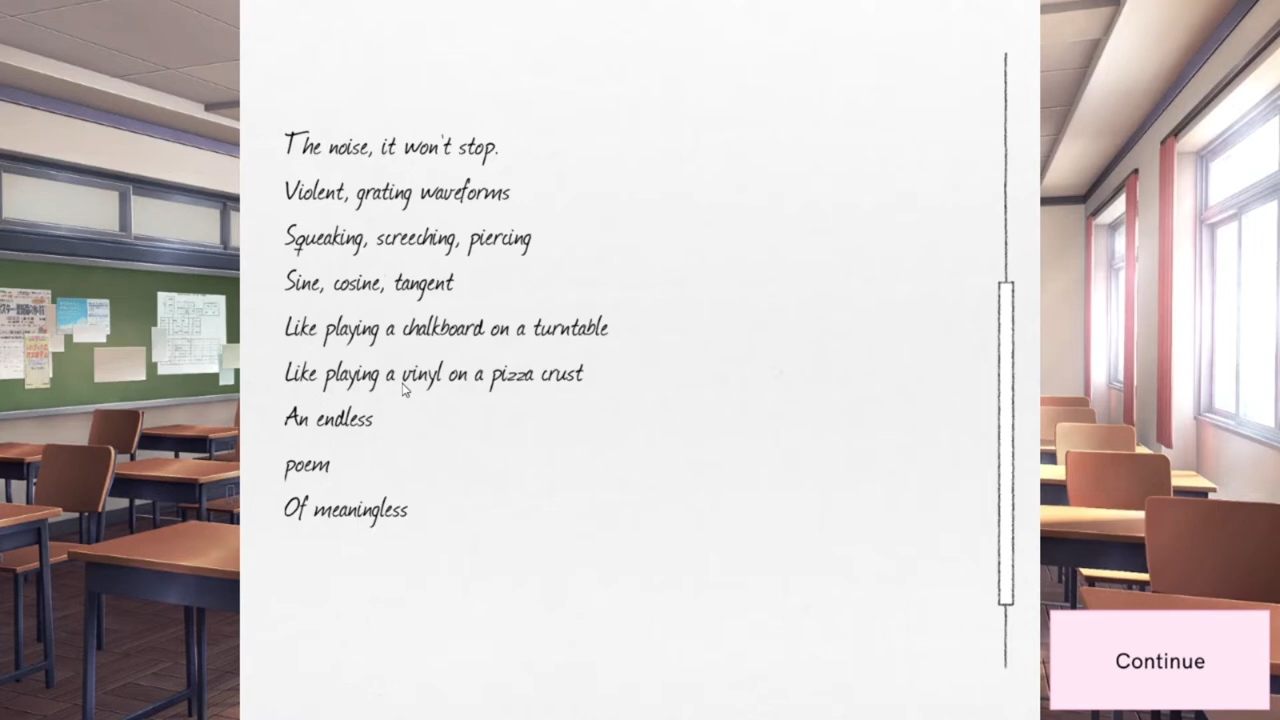 The noise, it won't stop.
Violent, grating waveforms
Squeaking, screeching, piercing
Sine, cosine, tangent
Like playing a chalkboard on a turntable
Like playing a vinyl on a pizza crust
An endless
poem
Of meaningless
Continue